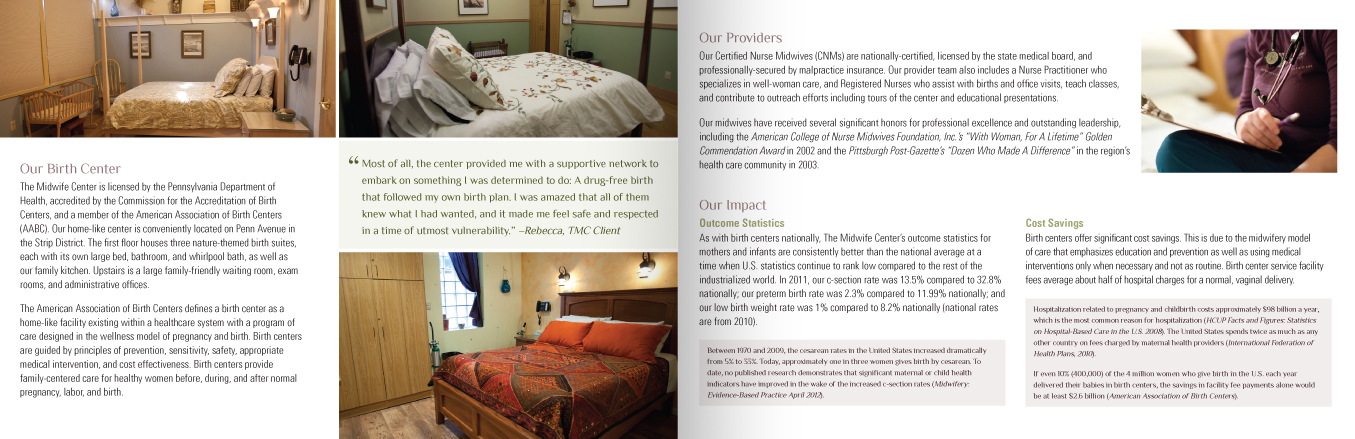 Our Birth Center
The Midwife Center is licensed by the Pennsylvania Department of
Health, accredited by the Commission for the Accreditation of Birth
Centers, and a member of the American Association of Birth Centers
(AABC). Our home-like center is conveniently located on Penn Avenue in
the Strip District. The first floor houses three nature-themed birth suites,
each with its own large bed, bathroom, and whirlpool bath, as well as
our family kitchen. Upstairs is a large family-friendly waiting room, exam
rooms, and administrative offices.
The American Association of Birth Centers defines a birth center as a
home-like facility existing within a healthcare system with a program of
care designed in the wellness model of pregnancy and birth. Birth centers
are guided by principles of prevention, sensitivity, safety, appropriate
medical intervention, and cost effectiveness. Birth centers provide
family-centered care for healthy women before, during, and after normal
pregnancy, labor, and birth.
“Most of all, the center provided me with a supportive network to
embark on something I was determined to do: A drug-free birth
that followed my own birth plan. I was amazed that all of them
knew what I had wanted, and it made me feel safe and respected
in a time of utmost vulnerability.” –Rebecca, TMC Client
Our Providers
Our Certified Nurse Midwives (CNMs) are nationally-certified, licensed by the state medical board, and
professionally-secured by malpractice insurance. Our provider team also includes a Nurse Practitioner who
specializes in well-woman care, and Registered Nurses who assist with births and office visits, teach classes,
and contribute to outreach efforts including tours of the center and educational presentations.
Our midwives have received several significant honors for professional excellence and outstanding leadership,
including the American College of Nurse Midwives Foundation, Inc.’s “With Woman, For A Lifetime” Golden
Commendation Award in 2002 and the Pittsburgh Post-Gazette’s “Dozen Who Made A Difference” in the region’s
health care community in 2003.
Our Impact
Outcome Statistics
As with birth centers nationally, The Midwife Center’s outcome statistics for
mothers and infants are consistently better than the national average at a
time when U.S. statistics continue to rank low compared to the rest of the
industrialized world. In 2011, our c-section rate was 13.5% compared to 32.8%
nationally; our preterm birth rate was 2.3% compared to 11.99% nationally; and
our low birth weight rate was 1% compared to 8.2% nationally (national rates
are from 2010).
Between 1970 and 2009, the cesarean rates in the United States increased dramatically
from 5% to 33%. Today, approximately one in three women gives birth by cesarean. To
date, no published research demonstrates that significant maternal or child health
indicators have improved in the wake of the increased c-section rates (Midwifery:
Evidence-Based Practice April 2012).
Cost Savings
Birth centers offer significant cost savings. This is due to the midwifery model
of care that emphasizes education and prevention as well as using medical
interventions only when necessary and not as routine. Birth center service facility
fees average about half of hospital charges for a normal, vaginal delivery.
Hospitalization related to pregnancy and childbirth costs approximately $98 billion a year,
which is the most common reason for hospitalization (HCUP Facts and Figures: Statistics
on Hospital-Based Care in the U.S. 2008). The United States spends twice as much as any
other country on fees charged by maternal health providers (International Federation of
Health Plans, 2010).
If even 10% (400,000) of the 4 million women who give birth in the U.S. each year
delivered their babies in birth centers, the savings in facility fee payments alone would
be at least $2.6 billion (American Association of Birth Centers).